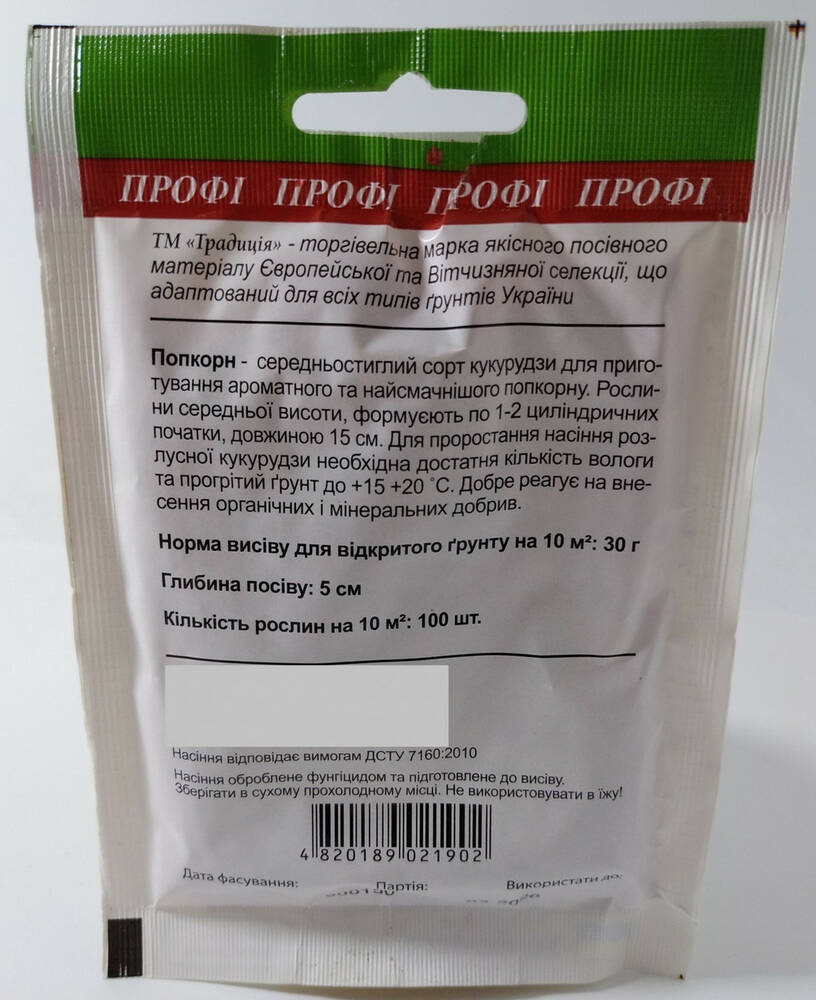 ПРОФІ ПРОФІ ПРОФІ ПРОФІ
ТМ «Традиція» - торгівельна марка якісного посівного
матеріалу Європейської та Вітчизняної селекції, що
адаптований для всіх типів ґрунтів України
Попкорн - середньостиглий сорт кукурудзи для приго-
тування ароматного та найсмачнішого попкорну. Росли-
ни середньої висоти, формуєють по 1-2 циліндричних
початки, довжиною 15 см. Для проростання насіння роз-
лусної кукурудзи необхідна достатня кількість вологи
та прогрітий ґрунт до +15 +20 °С. Добре реагує на вне-
сення органічних і мінеральних добрив.
Норма висіву для відкритого ґрунту на 10 м²: 30 г
Глибина посіву: 5 см
Кількість рослин на 10 м²: 100 шт.
Насіння відповідає вимогам ДСТУ 7160:2010
Насіння оброблене фунгіцидом та підготовлене до висіву.
Зберігати в сухому прохолодному місці. Не використовувати в їжу!
4 820189 021902
Дата фасування: Партія: Використати до: